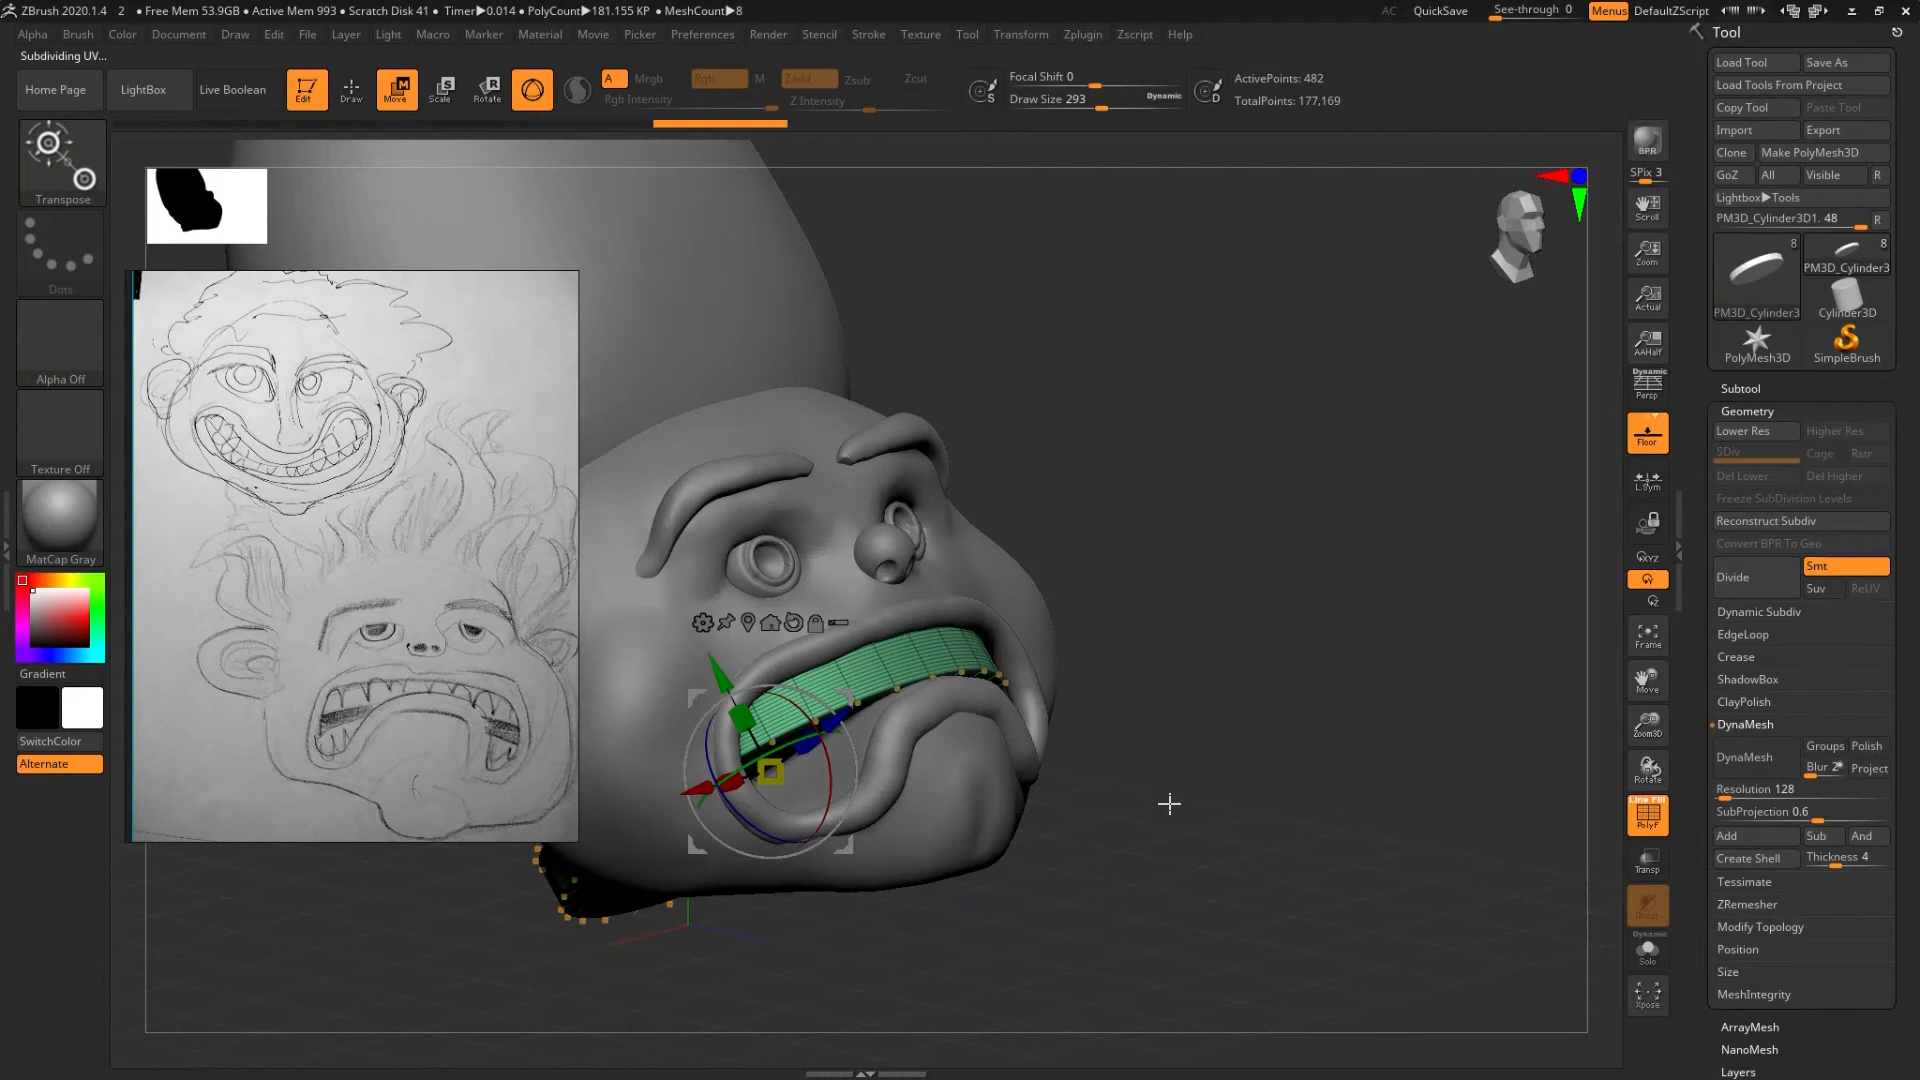 ZBrush 2020.1.4 2 ● Free Mem 53.9GB ● Active Mem 993 ● Scratch Disk 41 ● Timer▶0.014 ● PolyCount▶181.155 KP ● MeshCount▶8 AC QuickSave See-through 0 Menus DefaultZScript
Alpha Brush Color Document Draw Edit File Layer Light Macro Marker Material Movie Picker Preferences Render Stencil Stroke Texture Tool Transform Zplugin Zscript Help
Subdividing UV...
Home Page LightBox Live Boolean Edit Draw Move Scale Rotate A Mrgb Rgb M Zadd Zsub Zcut
Rgb Intensity Z Intensity
S Focal Shift 0
Draw Size 293 Dynamic D
ActivePoints: 482
TotalPoints: 177,169
Transpose
Dots
Alpha Off
Texture Off
MatCap Gray
Gradient
SwitchColor
Alternate
BPR
SPix 3
Scroll
Zoom
Actual
AAHalf
Dynamic
Persp
Floor
L.Sym
XYZ
Y
Z
Frame
Move
Zoom3D
Rotate
Line Fill
PolyF
Transp
Ghost
Dynamic
Solo
Xpose
Tool
Load Tool Save As
Load Tools From Project
Copy Tool Paste Tool
Import Export
Clone Make PolyMesh3D
GoZ All Visible R
Lightbox▶Tools
PM3D_Cylinder3D1. 48 R
8 8
PM3D_Cylinder3
PM3D_Cylinder3 Cylinder3D
PolyMesh3D SimpleBrush
Subtool
Geometry
Lower Res Higher Res
SDiv Cage Rstr
Del Lower Del Higher
Freeze SubDivision Levels
Reconstruct Subdiv
Convert BPR To Geo
Divide Smt
Suv ReUV
Dynamic Subdiv
EdgeLoop
Crease
ShadowBox
ClayPolish
DynaMesh
DynaMesh Groups Polish
Blur 2 Project
Resolution 128
SubProjection 0.6
Add Sub And
Create Shell Thickness 4
Tessimate
ZRemesher
Modify Topology
Position
Size
MeshIntegrity
ArrayMesh
NanoMesh
Layers